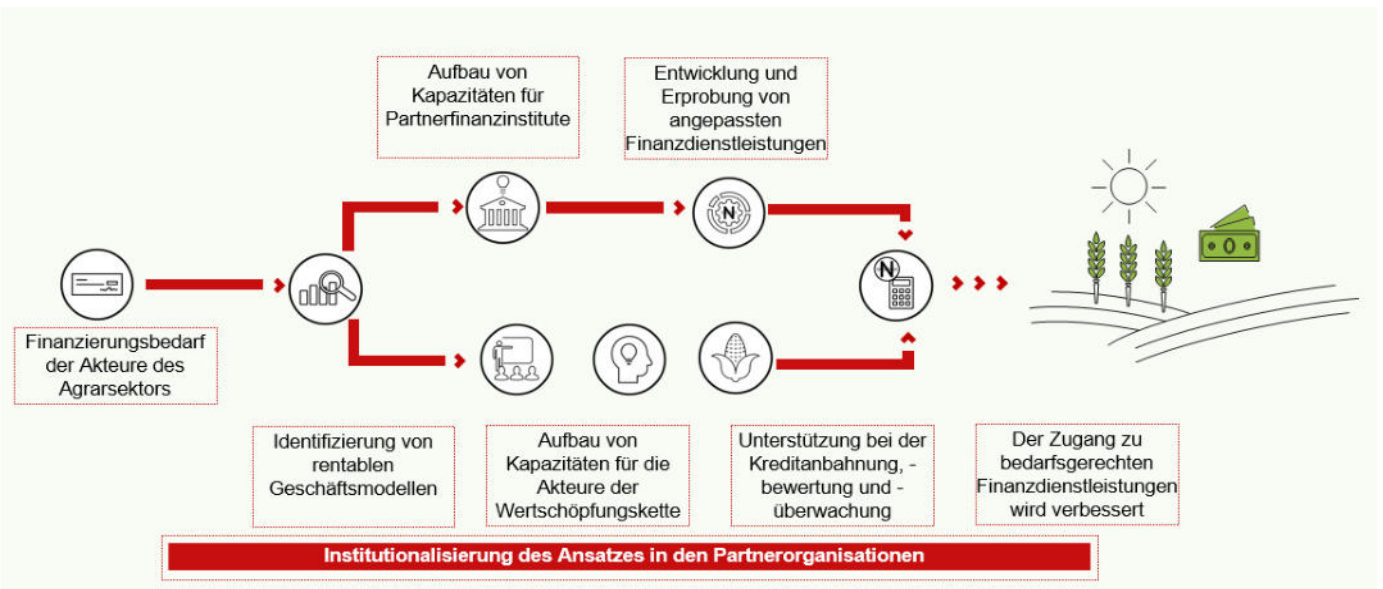 Aufbau von
Kapazitäten für
Partnerfinanzinstitute
Entwicklung und
Erprobung von
angepassten
Finanzdienstleistungen
N
N
0
Finanzierungsbedarf
der Akteure des
Agrarsektors
Identifizierung von
rentablen
Geschäftsmodellen
Aufbau von
Kapazitäten für die
Akteure der
Wertschöpfungskette
Unterstützung bei der
Kreditanbahnung, -
bewertung und -
überwachung
Der Zugang zu
bedarfsgerechten
Finanzdienstleistungen
wird verbessert
Institutionalisierung des Ansatzes in den Partnerorganisationen